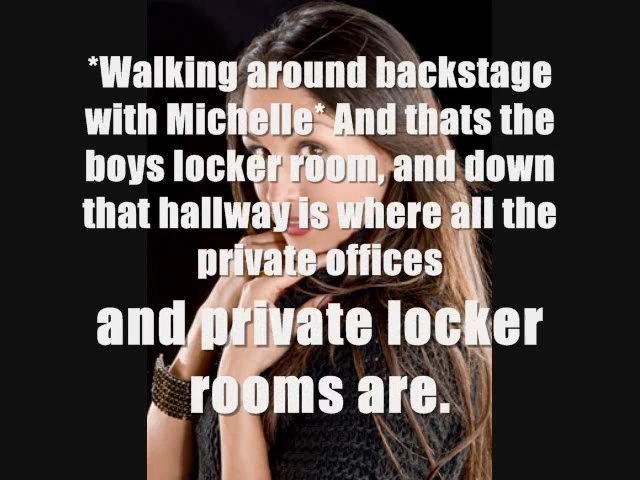 *Walking around backstage
with Michelle* And thats the
boys locker room, and down
that hallway is where all the
private offices
and private locker
rooms are.